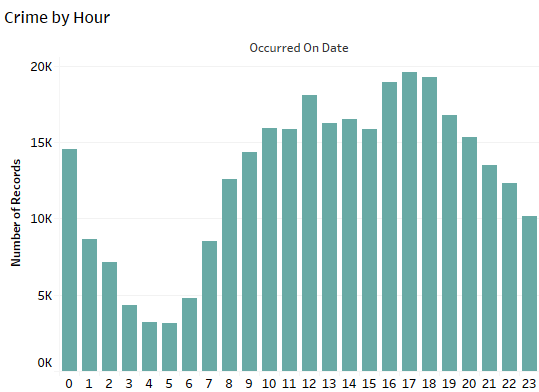 Crime by Hour
Occurred On Date
Number of Records
20K
15K
10K
5K
0K
0 1 2 3 4 5 6 7 8 9 10 11 12 13 14 15 16 17 18 19 20 21 22 23